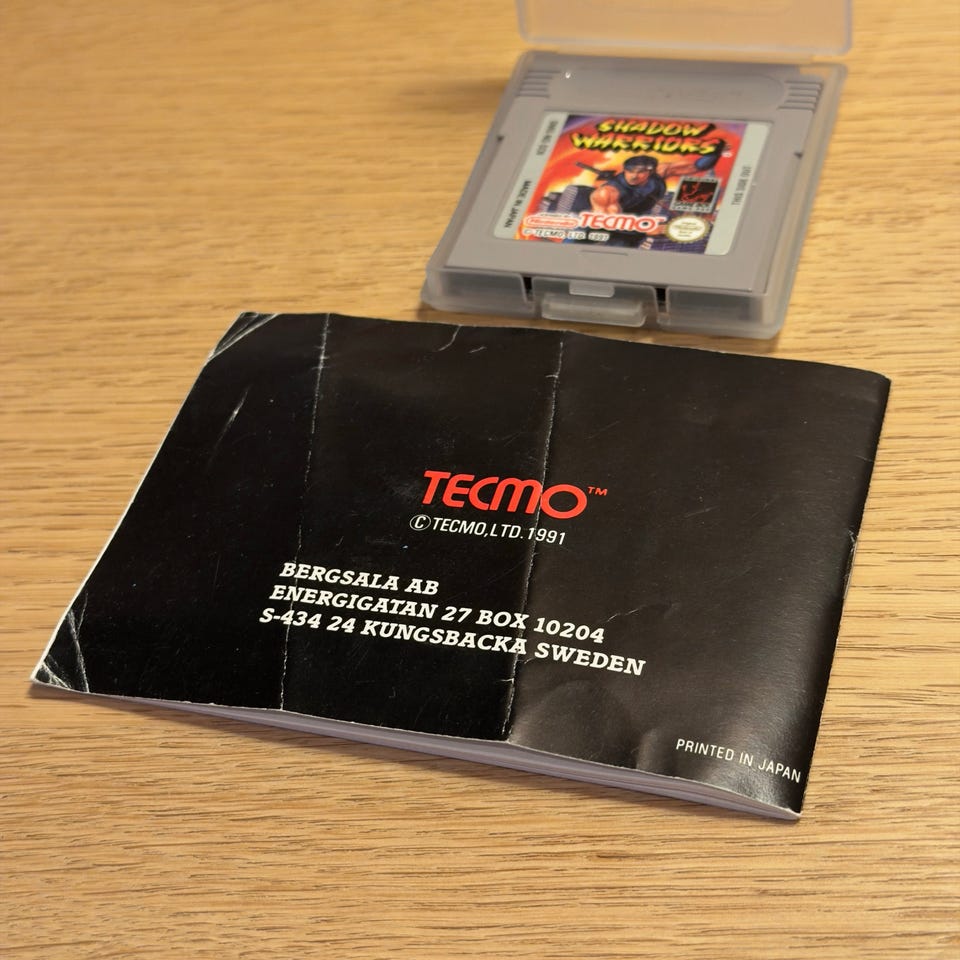 SHADOW
WARRIORS
MADE IN JAPAN
Nintendo
TECMO
© TECMO, LTD. 1991
TECMO™
© TECMO,LTD.1991
BERGSALA AB
ENERGIGATAN 27 BOX 10204
S-434 24 KUNGSBACKA SWEDEN
PRINTED IN JAPAN